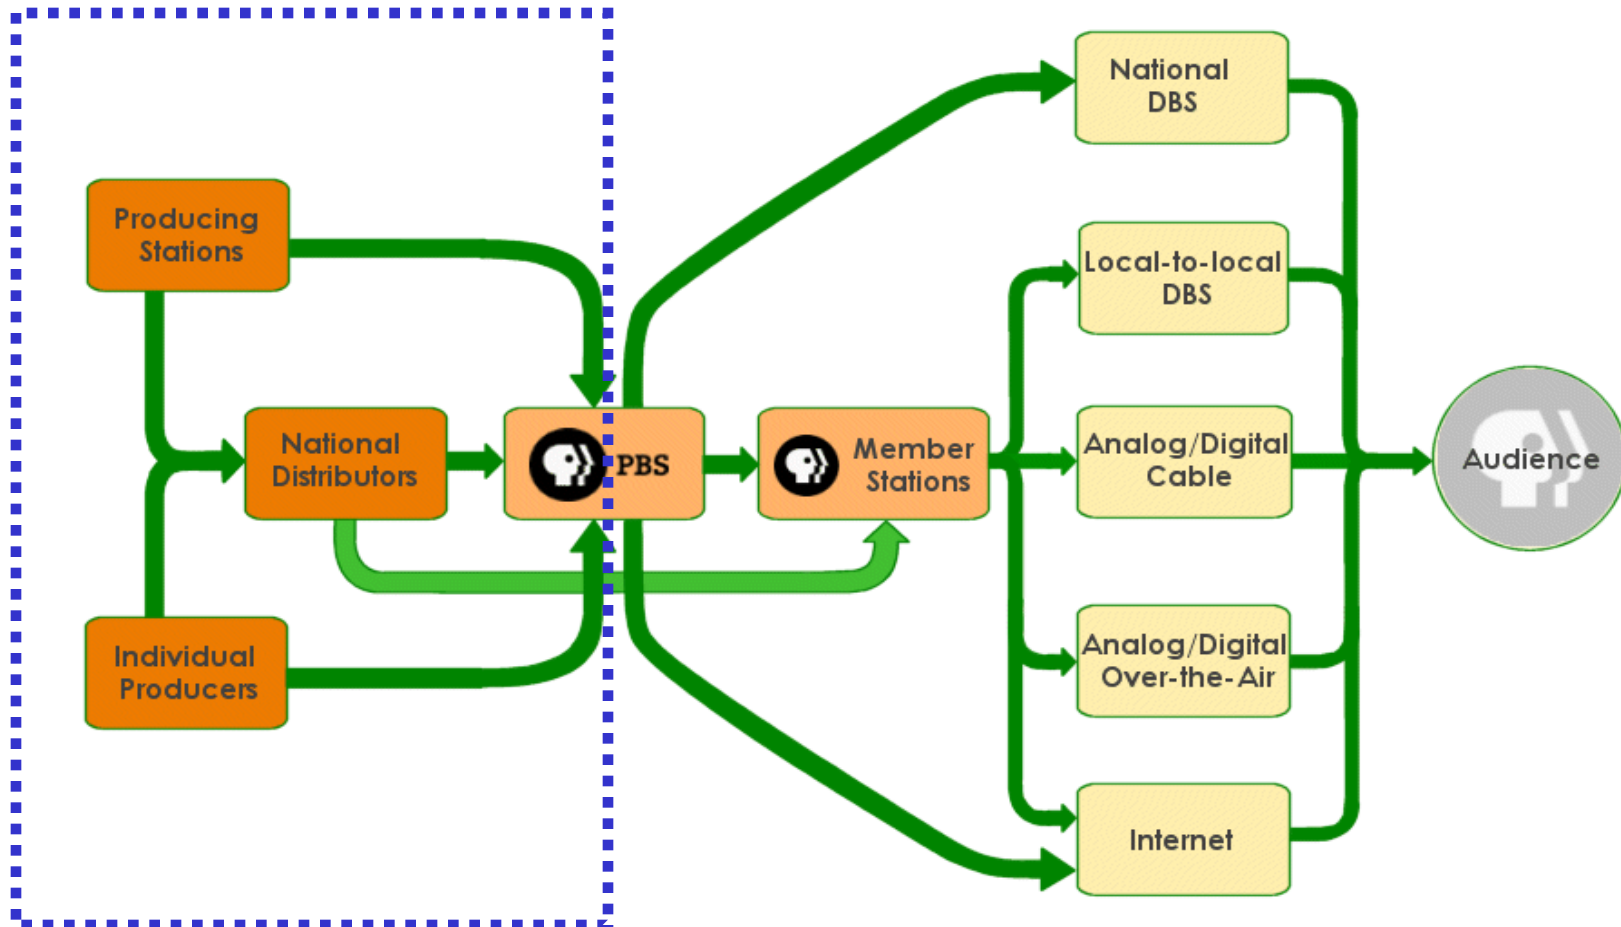 National
DBS
Producing
Stations
Local-to-local
DBS
National
Distributors
PBS
Member
Stations
Analog/Digital
Cable
Audience
Individual
Producers
Analog/Digital
Over-the-Air
Internet